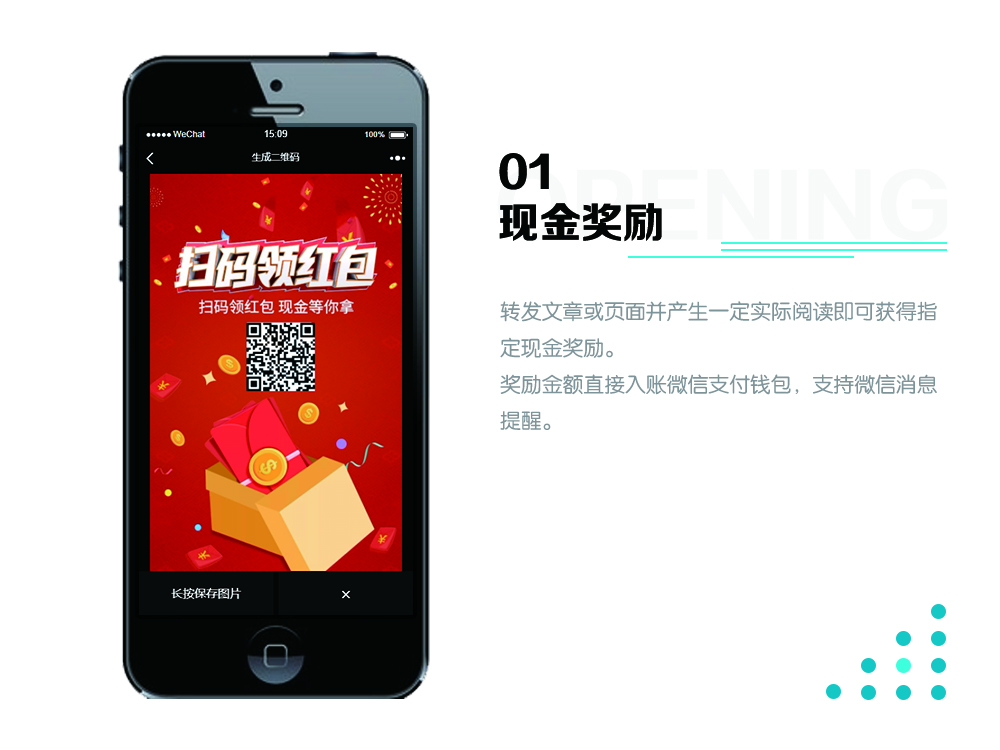 WeChat 15:09 100%
生成二维码
扫码领红包
扫码领红包 现金等你拿
长按保存图片 ×
OPENING
01
现金奖励
转发文章或页面并产生一定实际阅读即可获得指
定现金奖励。
奖励金额直接入账微信支付钱包，支持微信消息
提醒。